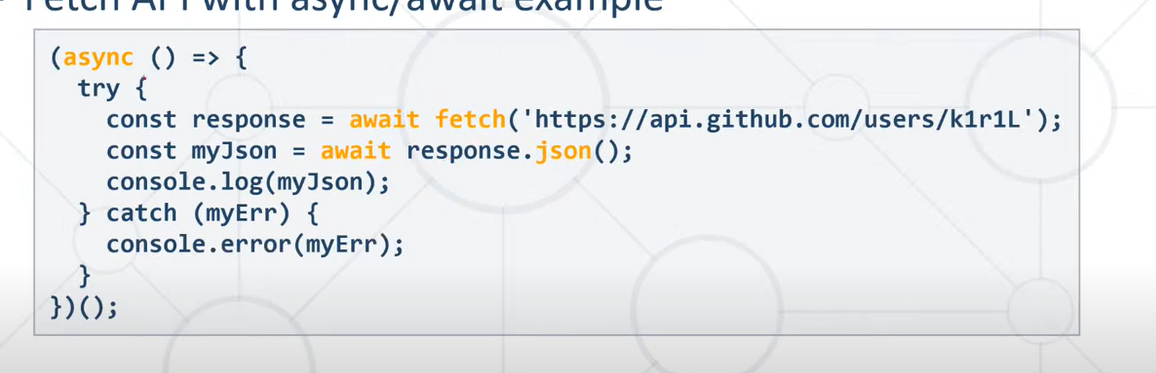 Fetch API with async/await example
(async () => {
  try {
    const response = await fetch('https://api.github.com/users/k1r1L');
    const myJson = await response.json();
    console.log(myJson);
  } catch (myErr) {
    console.error(myErr);
  }
})();